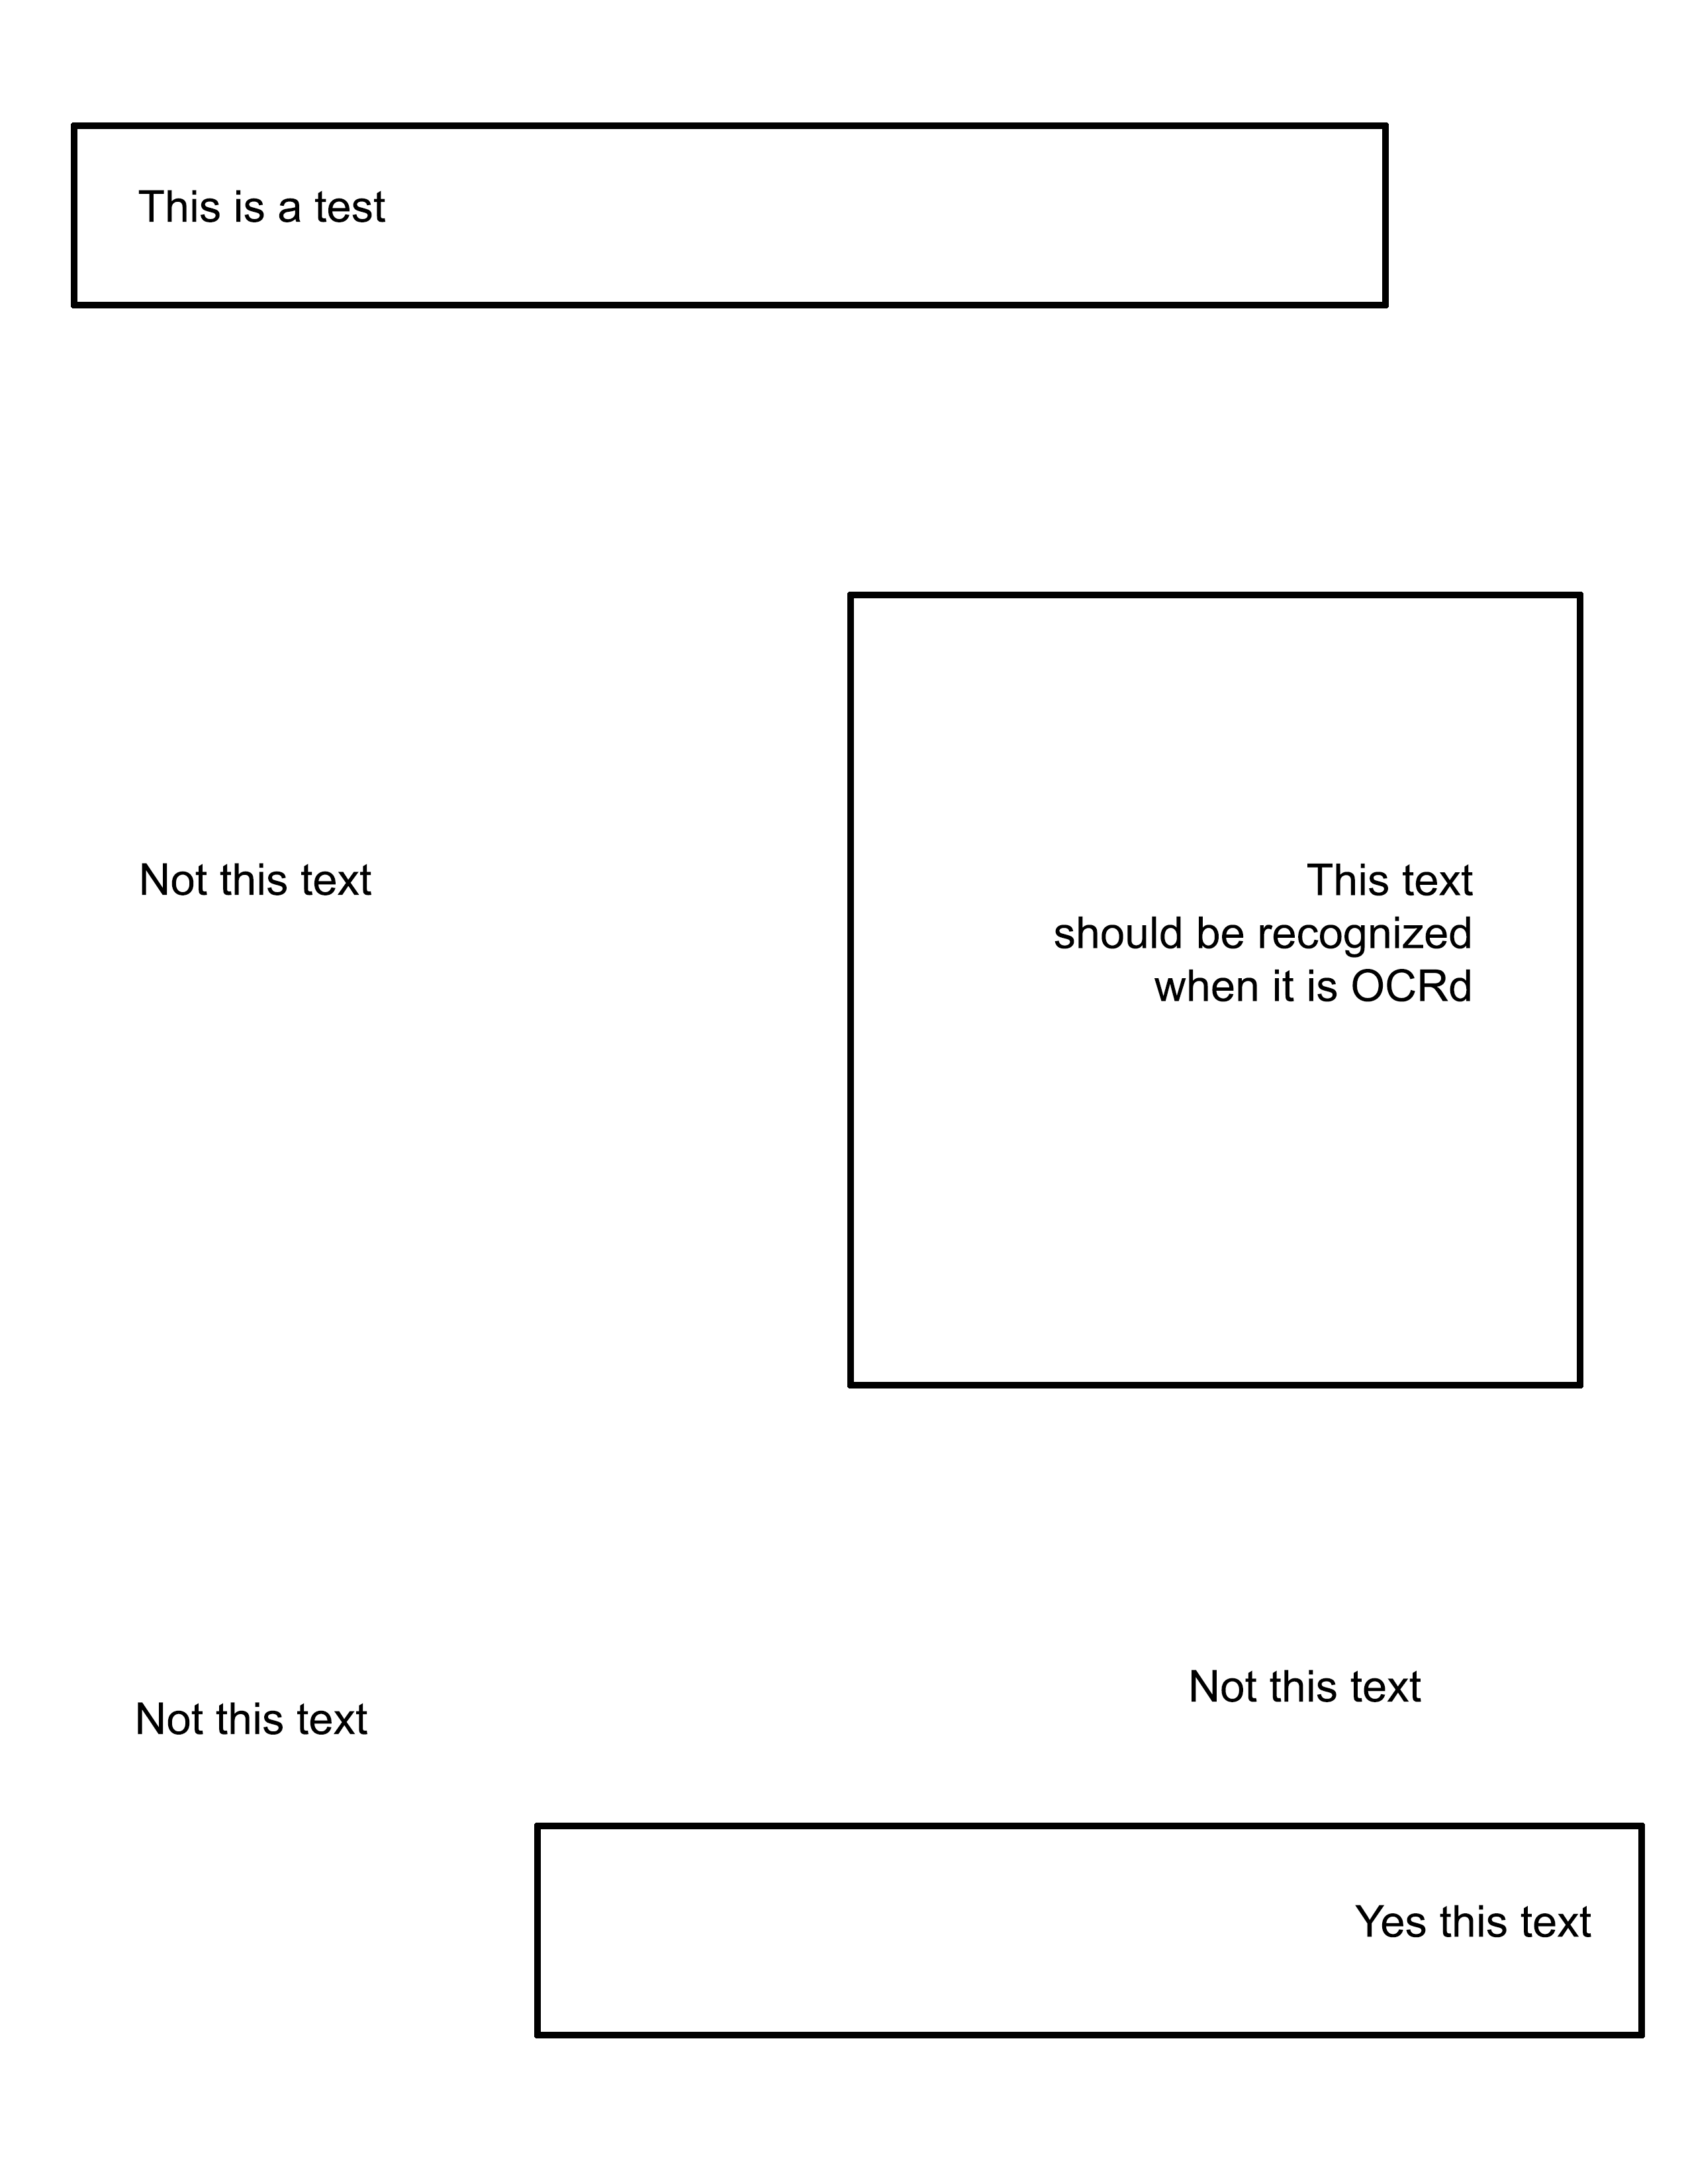 This is a test
Not this text
This text
should be recognized
when it is OCRd
Not this text
Not this text
Yes this text